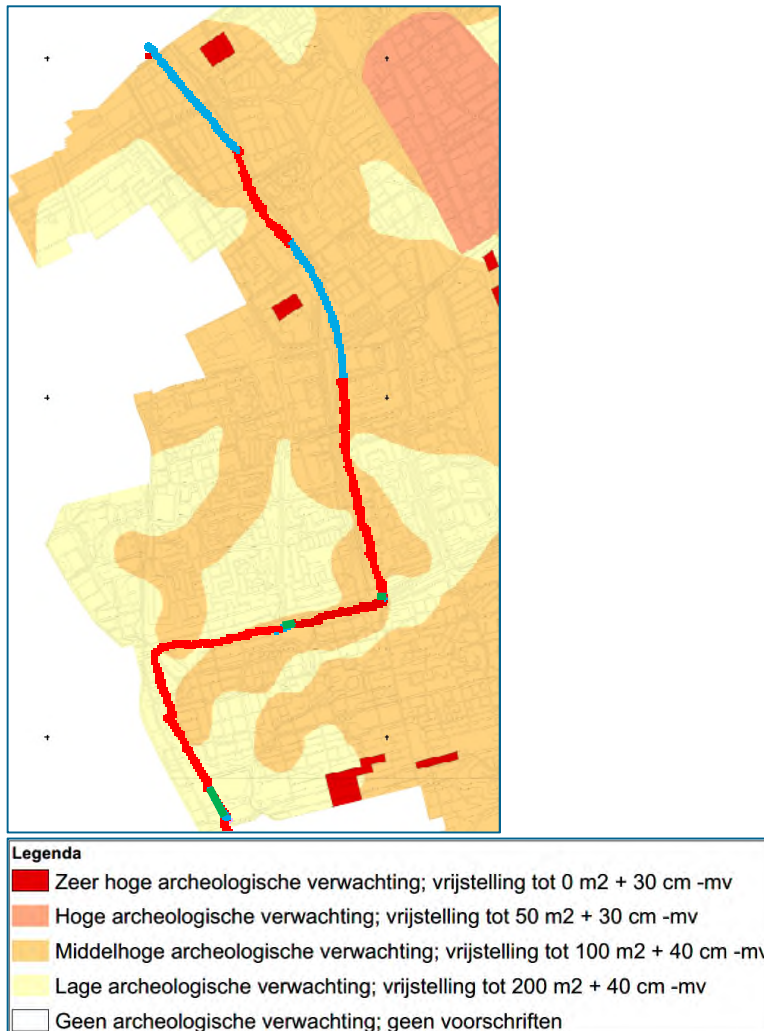 Legenda
Zeer hoge archeologische verwachting; vrijstelling tot 0 m2 + 30 cm -mv
Hoge archeologische verwachting; vrijstelling tot 50 m2 + 30 cm -mv
Middelhoge archeologische verwachting; vrijstelling tot 100 m2 + 40 cm -mv
Lage archeologische verwachting; vrijstelling tot 200 m2 + 40 cm -mv
Geen archeologische verwachting; geen voorschriften